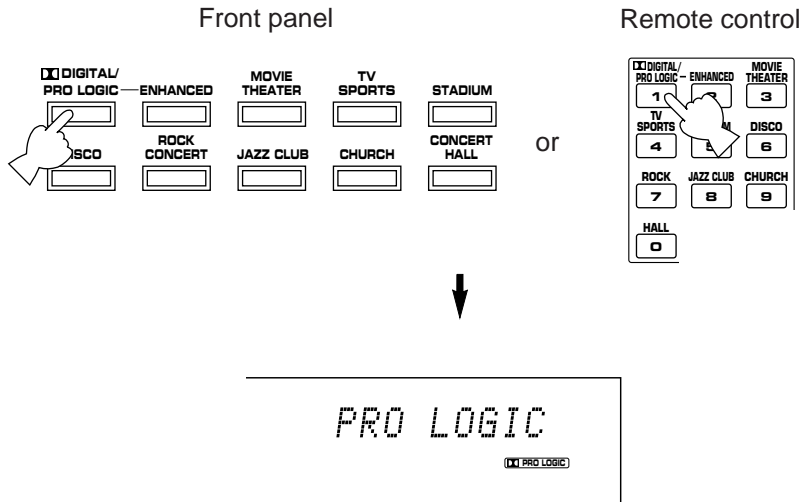 Front panel
Remote control
DIGITAL/
PRO LOGIC
ENHANCED
MOVIE
THEATER
TV
SPORTS
STADIUM
ROCK
CONCERT
JAZZ CLUB
CHURCH
CONCERT
HALL
or
DIGITAL/
PRO LOGIC
ENHANCED
MOVIE
THEATER
1
3
TV
SPORTS
DISCO
4
6
ROCK
JAZZ CLUB
CHURCH
7
8
9
HALL
0
PRO LOGIC
PRO LOGIC